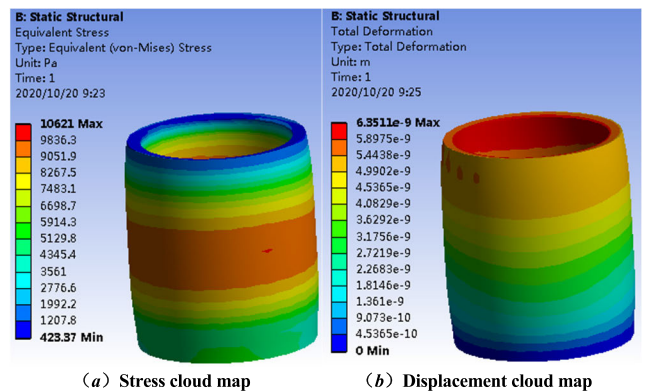 B: Static Structural
Equivalent Stress
Type: Equivalent (von-Mises) Stress
Unit: Pa
Time: 1
2020/10/20 9:23
10621 Max
9836.3
9051.9
8267.5
7483.1
6698.7
5914.3
5129.8
4345.4
3561
2776.6
1992.2
1207.8
423.37 Min
B: Static Structural
Total Deformation
Type: Total Deformation
Unit: m
Time: 1
2020/10/20 9:25
6.3511e-9 Max
5.8975e-9
5.4438e-9
4.9902e-9
4.5365e-9
4.0829e-9
3.6292e-9
3.1756e-9
2.7219e-9
2.2683e-9
1.8146e-9
1.361e-9
9.073e-10
4.5365e-10
0 Min
（a）Stress cloud map
（b）Displacement cloud map